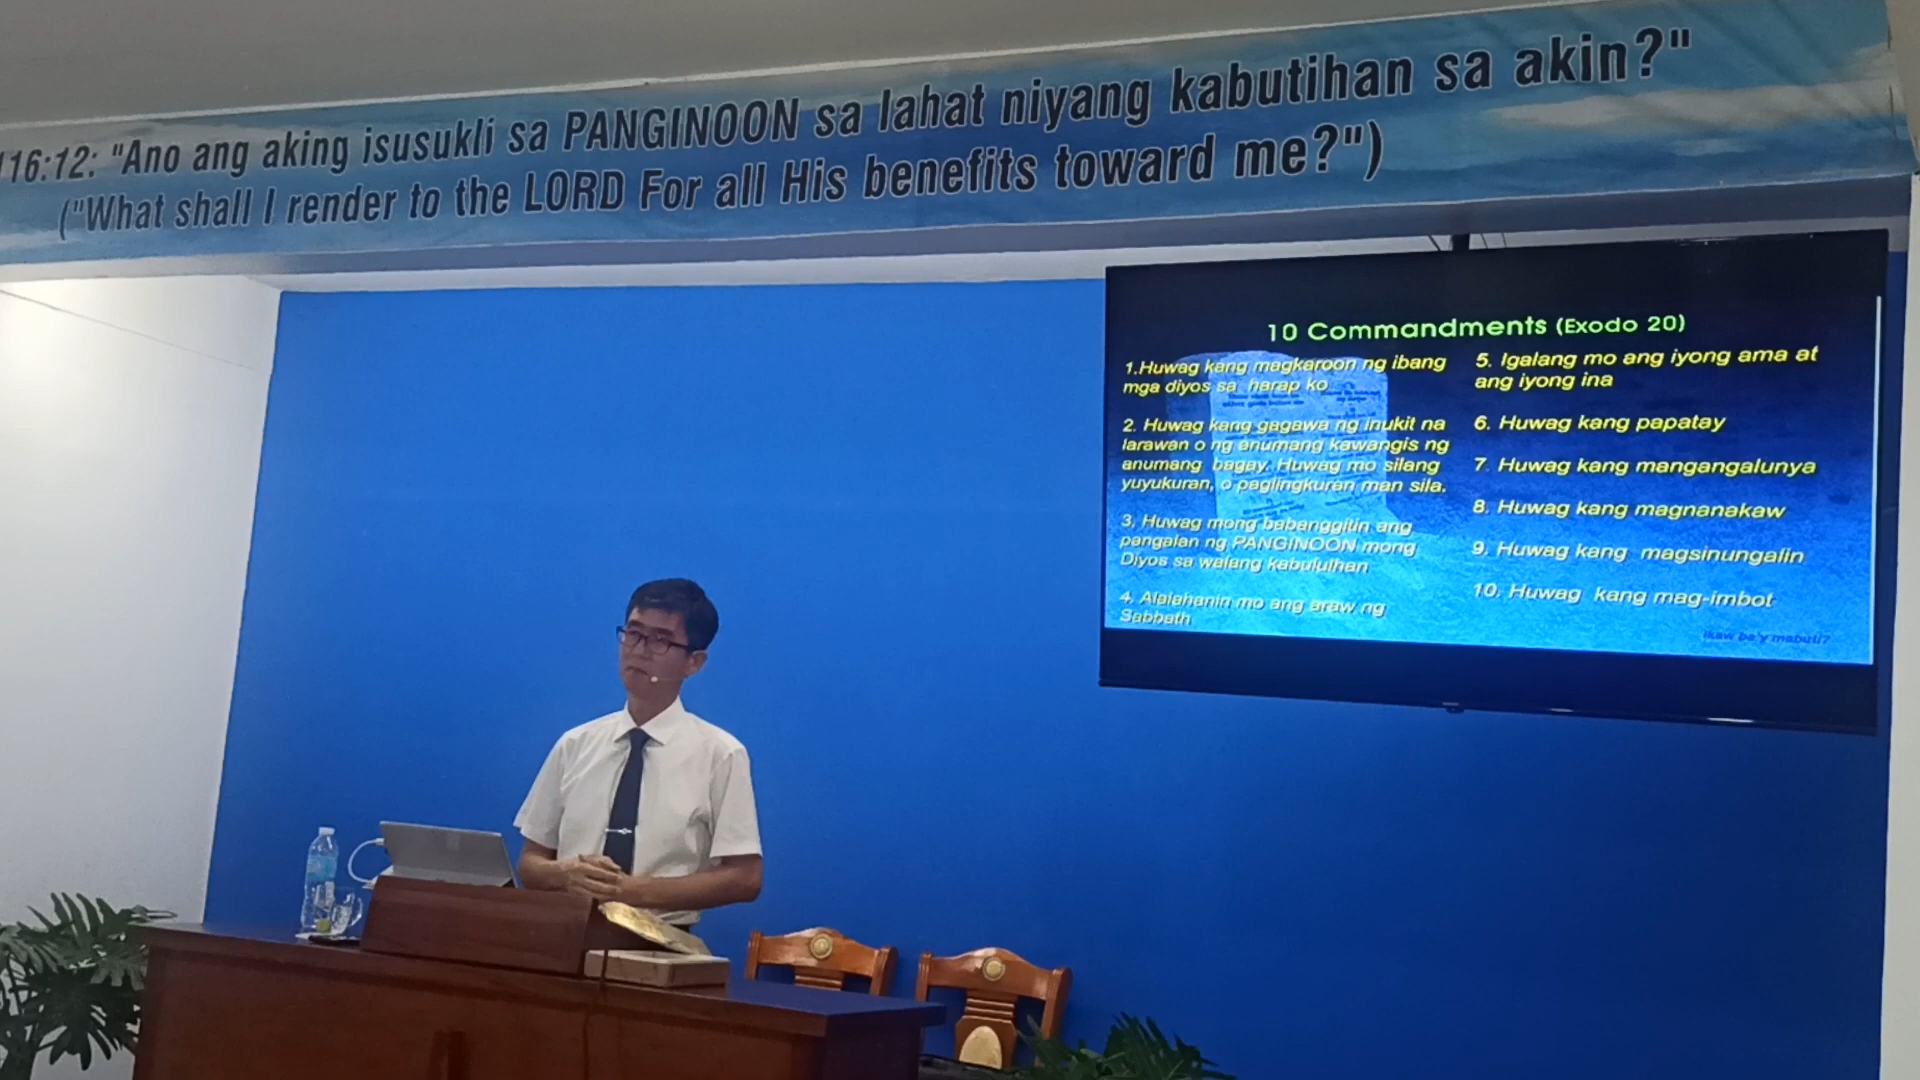 116:12: "Ano ang aking isusukli sa PANGINOON sa lahat niyang kabutihan sa akin?"
("What shall I render to the LORD For all His benefits toward me?")
10 Commandments (Exodo 20)
1.Huwag kang magkaroon ng ibang
mga diyos sa harap ko
2. Huwag kang gagawa ng inukit na
larawan o ng anumang kawangis ng
anumang bagay. Huwag mo silang
yuyukuran, o paglingkuran man sila.
3. Huwag mong babanggitin ang
pangalan ng PANGINOON mong
Diyos sa walang kabuluhan
4. Alalahanin mo ang araw ng
Sabbath
5. Igalang mo ang iyong ama at
ang iyong ina
6. Huwag kang papatay
7. Huwag kang mangangalunya
8. Huwag kang magnanakaw
9. Huwag kang magsinungalin
10. Huwag kang mag-imbot
Ikaw ba'y mabuti?